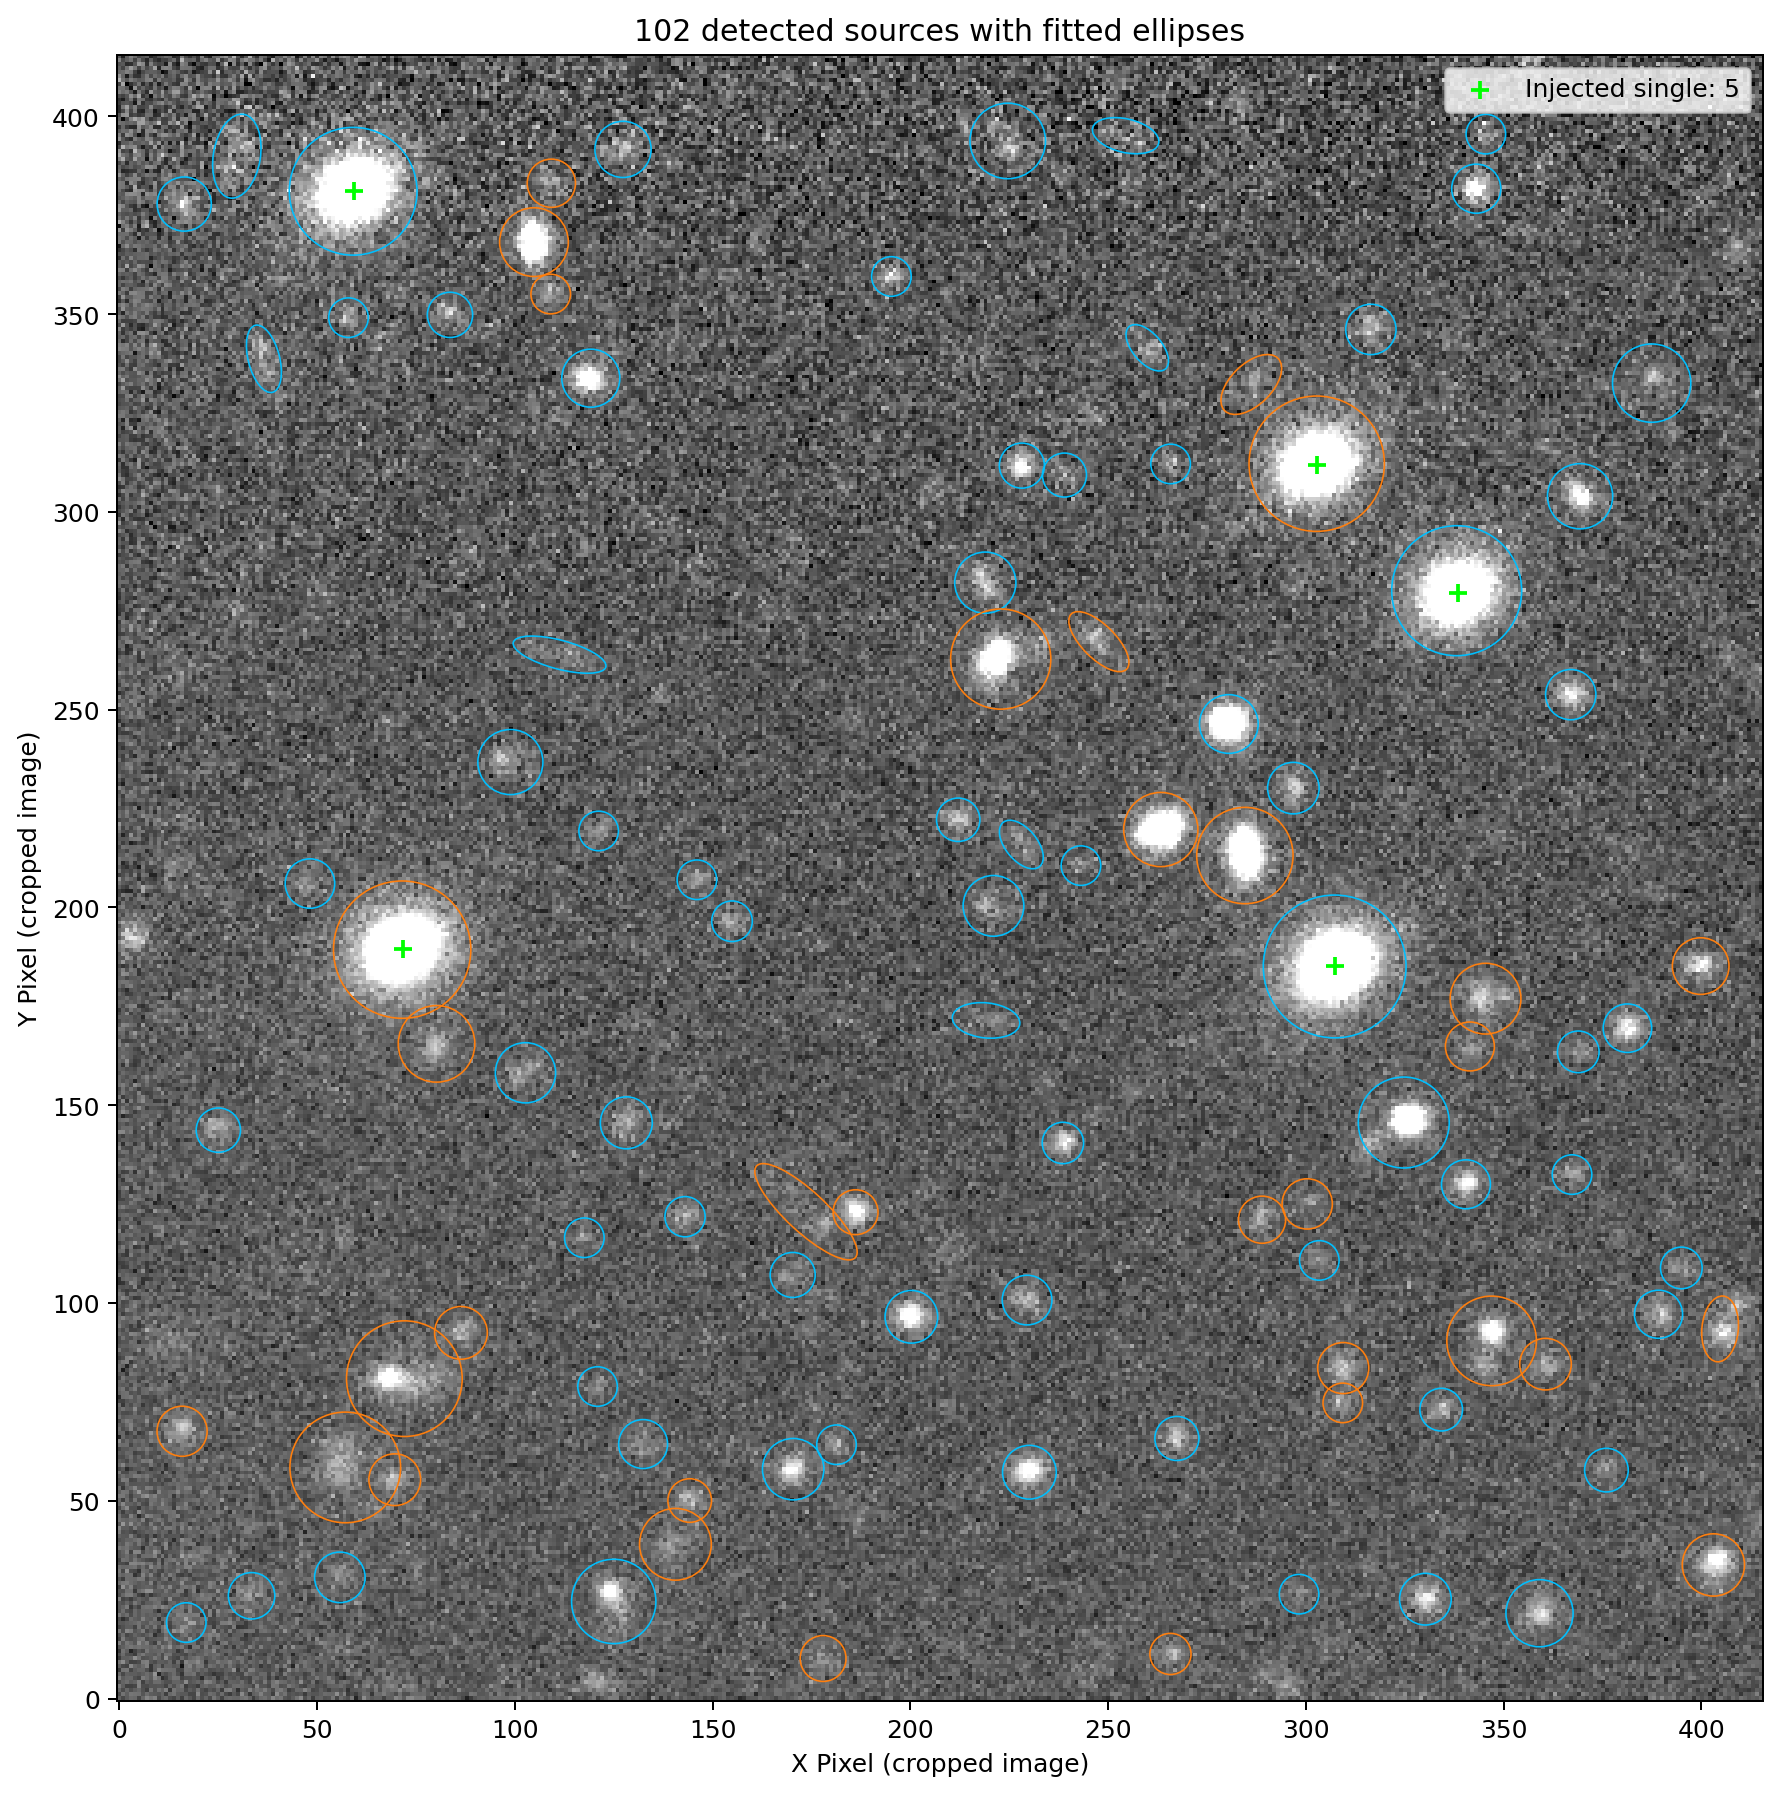 102 detected sources with fitted ellipses
Injected single: 5
Y Pixel (cropped image)
400
350
300
250
200
150
100
50
0
0 50 100 150 200 250 300 350 400
X Pixel (cropped image)